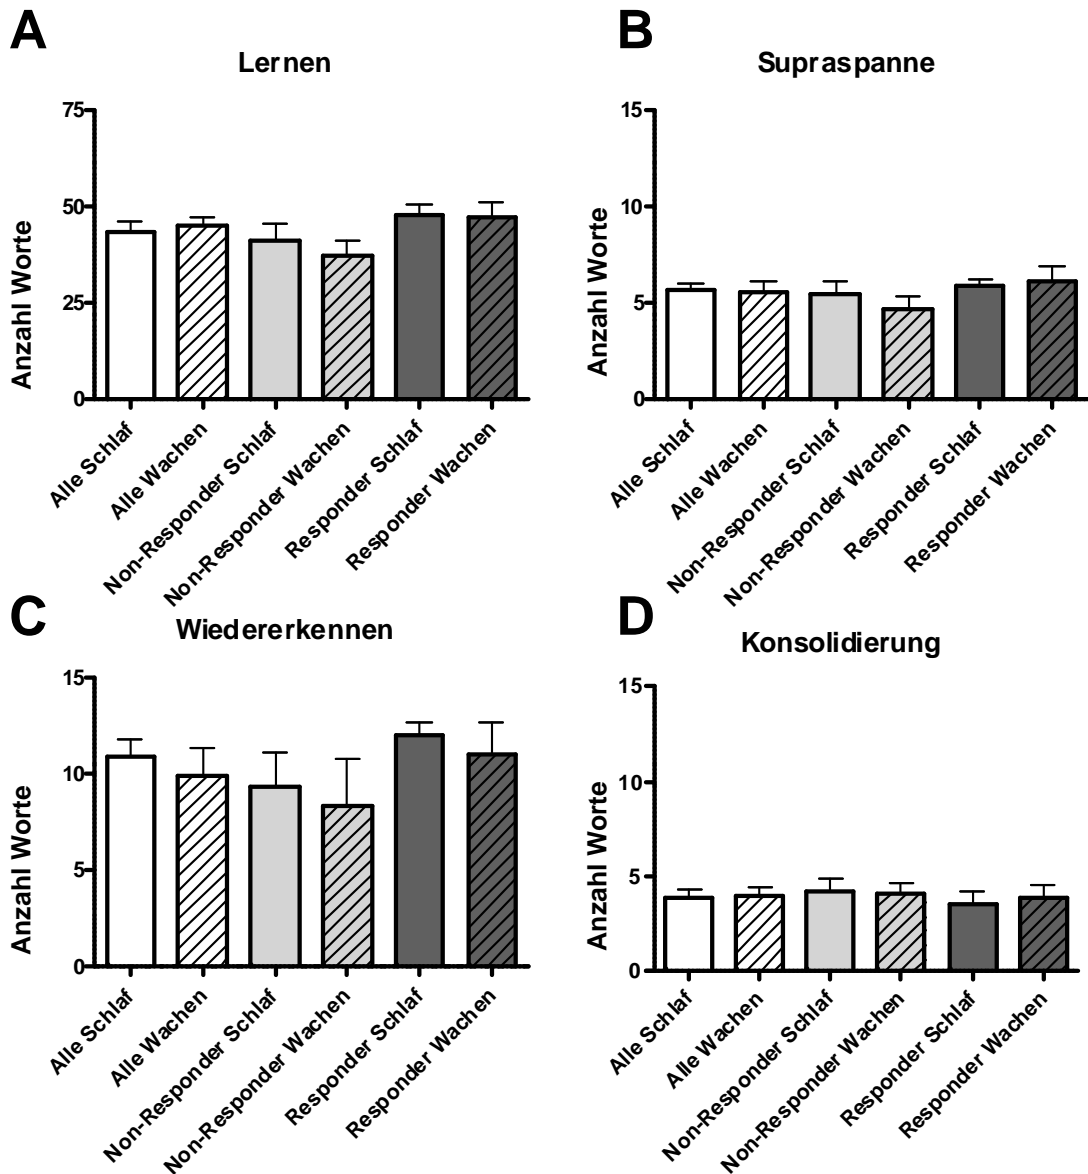 A
Lernen
Anzahl Worte
75
50
25
0
Alle Schlaf
Alle Wachen
Non-Responder Schlaf
Non-Responder Wachen
Responder Schlaf
Responder Wachen
B
Supraspanne
Anzahl Worte
15
10
5
0
Alle Schlaf
Alle Wachen
Non-Responder Schlaf
Non-Responder Wachen
Responder Schlaf
Responder Wachen
C
Wiedererkennen
Anzahl Worte
15
10
5
0
Alle Schlaf
Alle Wachen
Non-Responder Schlaf
Non-Responder Wachen
Responder Schlaf
Responder Wachen
D
Konsolidierung
Anzahl Worte
15
10
5
0
Alle Schlaf
Alle Wachen
Non-Responder Schlaf
Non-Responder Wachen
Responder Schlaf
Responder Wachen